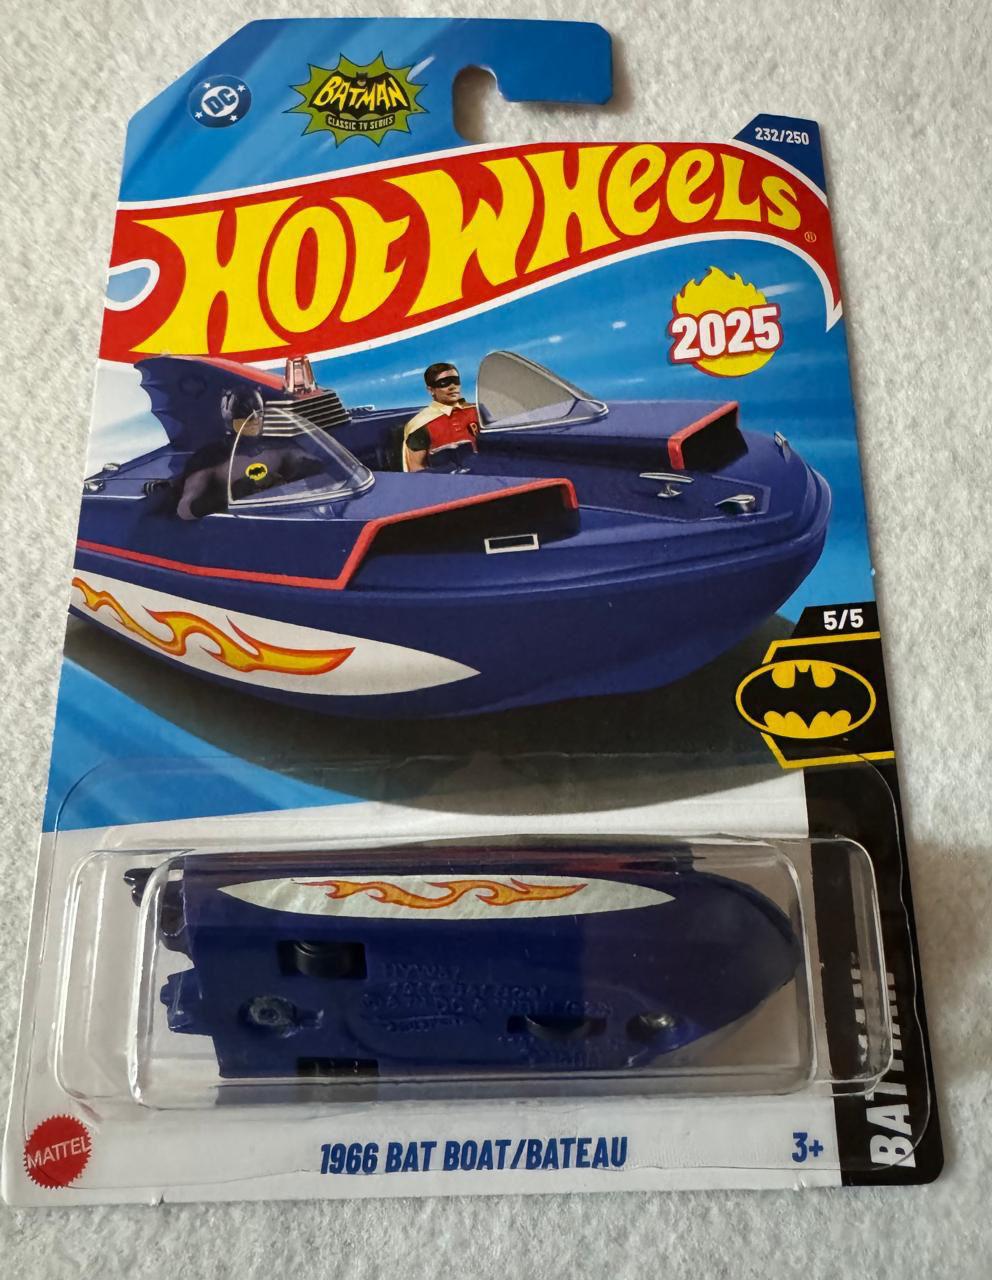 DC
BATMAN
CLASSIC TV SERIES
232/250
HOT WHEELS®
2025
R
5/5
MATTEL
1966 BAT BOAT/BATEAU
3+
BATMAN